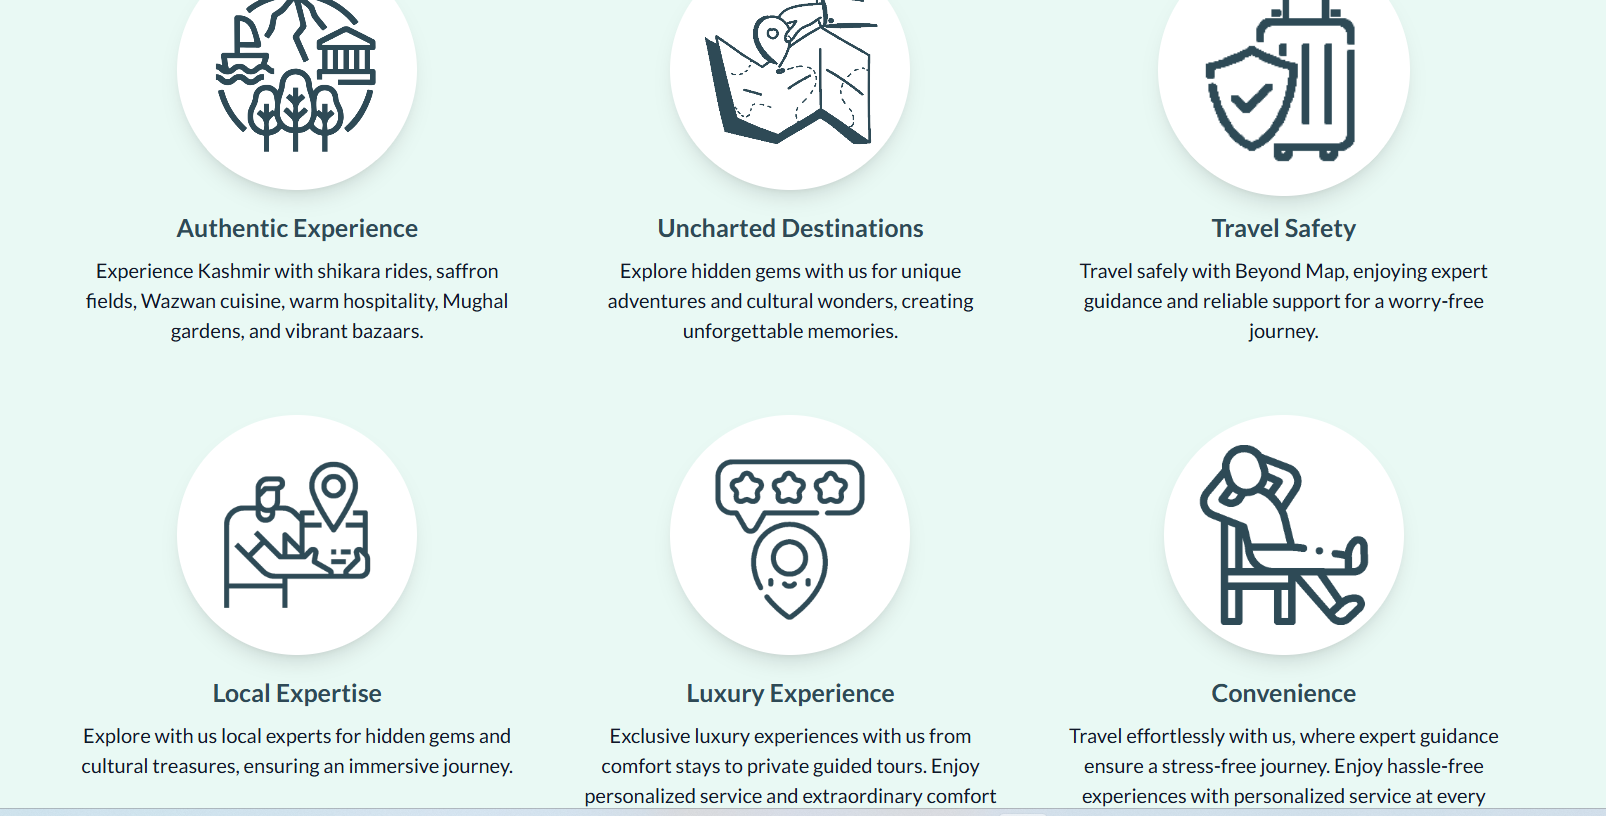 Authentic Experience
Experience Kashmir with shikara rides, saffron
fields, Wazwan cuisine, warm hospitality, Mughal
gardens, and vibrant bazaars.
Uncharted Destinations
Explore hidden gems with us for unique
adventures and cultural wonders, creating
unforgettable memories.
Travel Safety
Travel safely with Beyond Map, enjoying expert
guidance and reliable support for a worry-free
journey.
Local Expertise
Explore with us local experts for hidden gems and
cultural treasures, ensuring an immersive journey.
Luxury Experience
Exclusive luxury experiences with us from
comfort stays to private guided tours. Enjoy
personalized service and extraordinary comfort
Convenience
Travel effortlessly with us, where expert guidance
ensure a stress-free journey. Enjoy hassle-free
experiences with personalized service at every